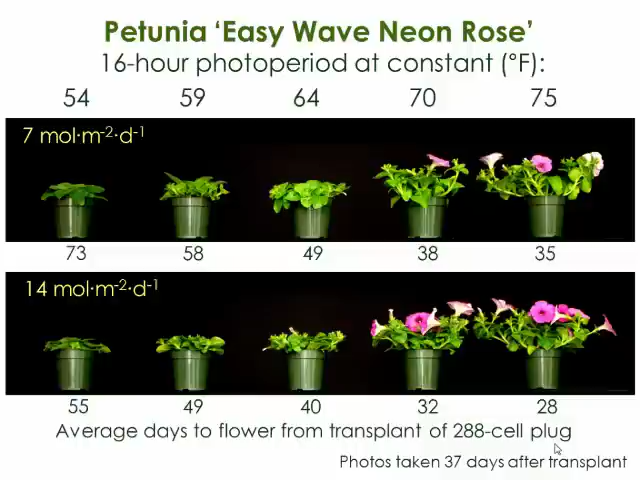 Petunia ‘Easy Wave Neon Rose’
16-hour photoperiod at constant (°F):
54 59 64 70 75
7 mol·m-2·d-1
73 58 49 38 35
14 mol·m-2·d-1
55 49 40 32 28
Average days to flower from transplant of 288-cell plug
Photos taken 37 days after transplant